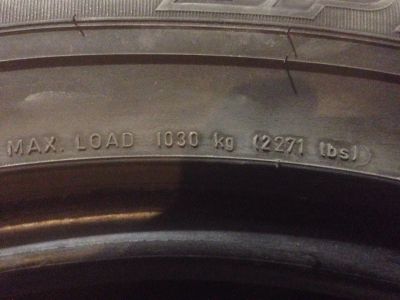 MAX. LOAD 1030 kg (2271 lbs)